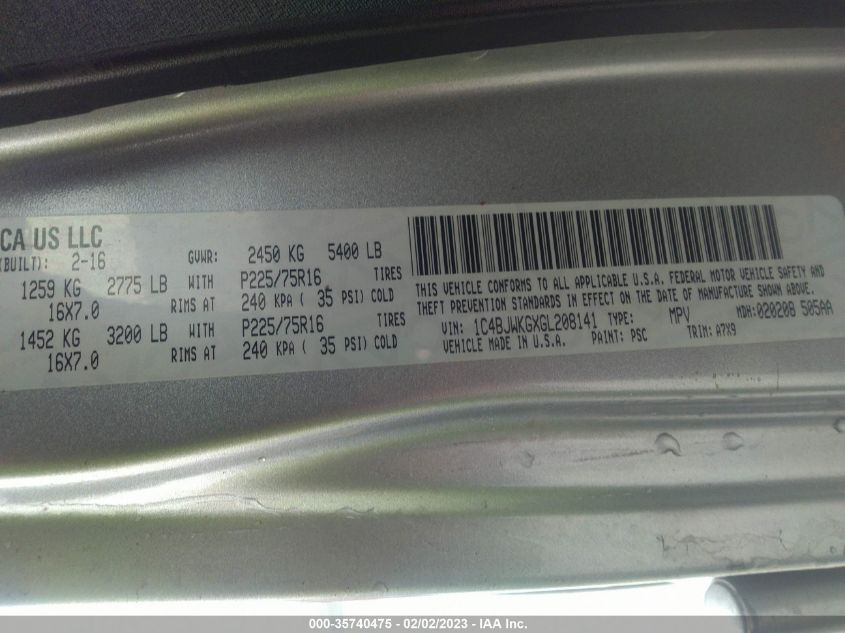 CA US LLC
(BUILT): 2-16 GVWR: 2450 KG 5400 LB
1259 KG 2775 LB WITH P225/75R16 TIRES
16X7.0 RIMS AT 240 KPA ( 35 PSI) COLD
1452 KG 3200 LB WITH P225/75R16 TIRES
16X7.0 RIMS AT 240 KPA ( 35 PSI) COLD
THIS VEHICLE CONFORMS TO ALL APPLICABLE U.S.A. FEDERAL MOTOR VEHICLE SAFETY AND
THEFT PREVENTION STANDARDS IN EFFECT ON THE DATE OF MANUFACTURE SHOWN ABOVE.
VIN: 1C4BJWKGXGL208141 TYPE: MPV MDH:020208 505AA
VEHICLE MADE IN U.S.A. PAINT: PSC TRIM: A7X9
000-35740475 — 02/02/2023 — IAA Inc.